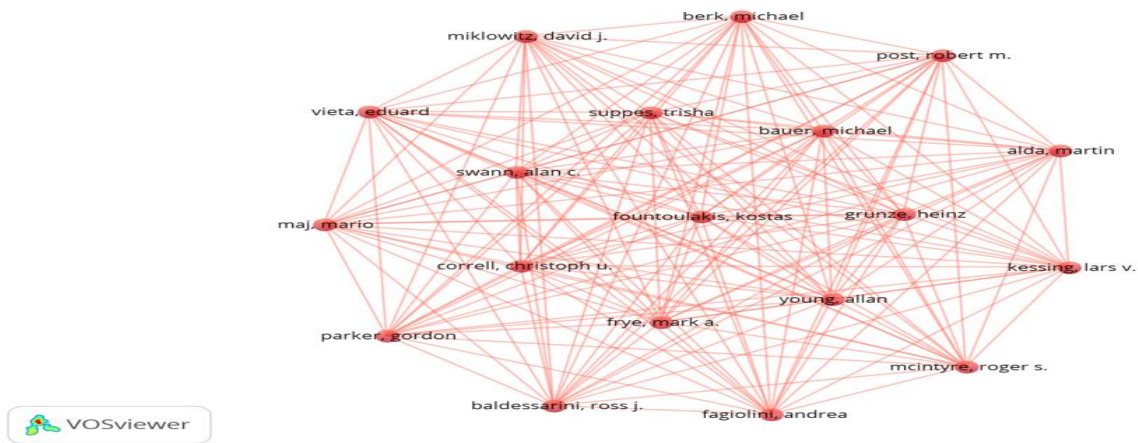 berk, michael
miklowitz, david j.
post, robert m.
vieta, eduard
suppes, trisha
bauer, michael
alda, martin
swann, alan c.
fountoulakis, kostas
grunze, heinz
maj, mario
correll, christoph u.
kessing, lars v.
young, allan
frye, mark a.
parker, gordon
mcintyre, roger s.
baldessarini, ross j.
fagiolini, andrea
VOSviewer